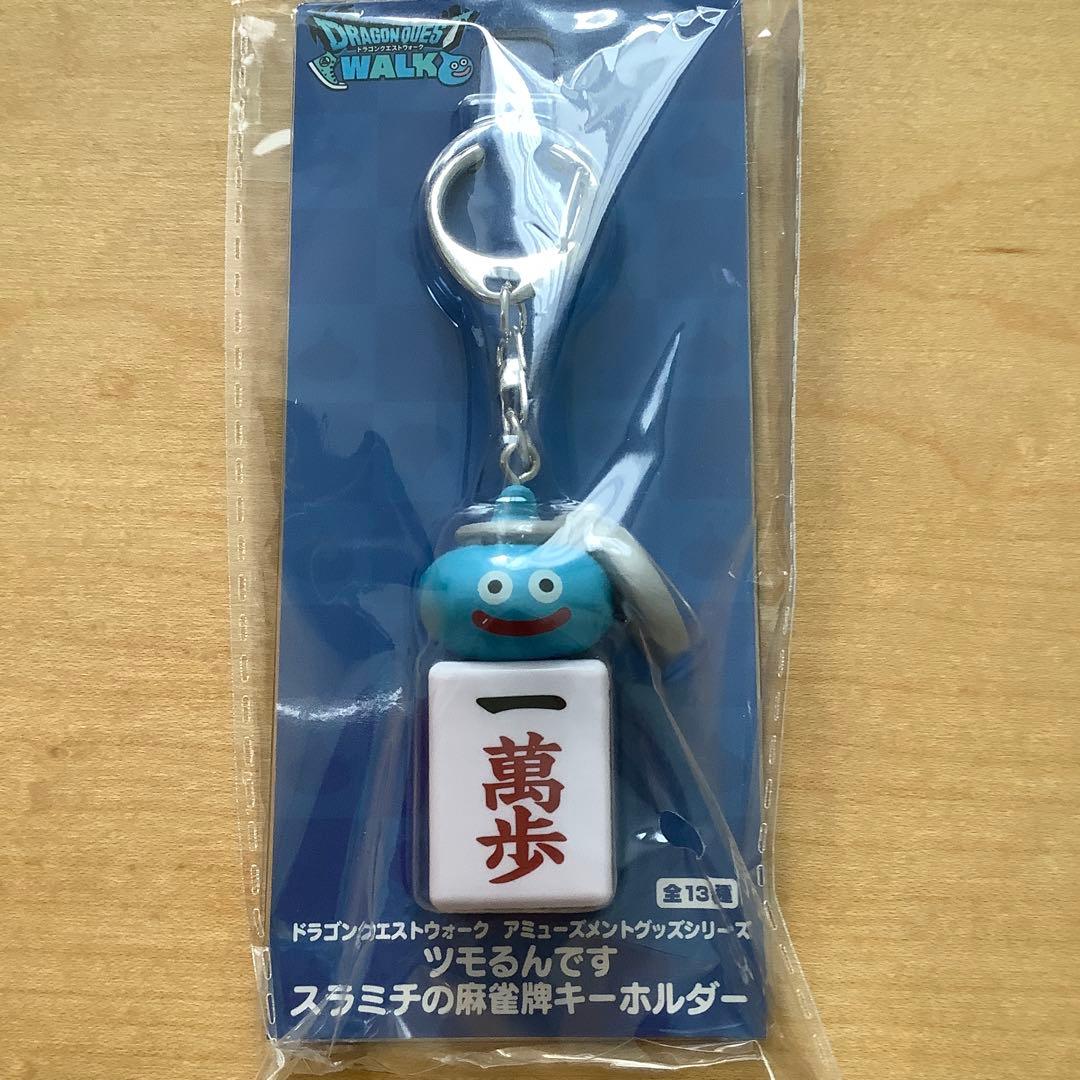 DRAGON QUEST
ドラゴンクエストウォーク
WALK
一
萬
歩
全13種
ドラゴンクエストウォーク アミューズメントグッズシリーズ
ツモるんです
スラミチの麻雀牌キーホルダー